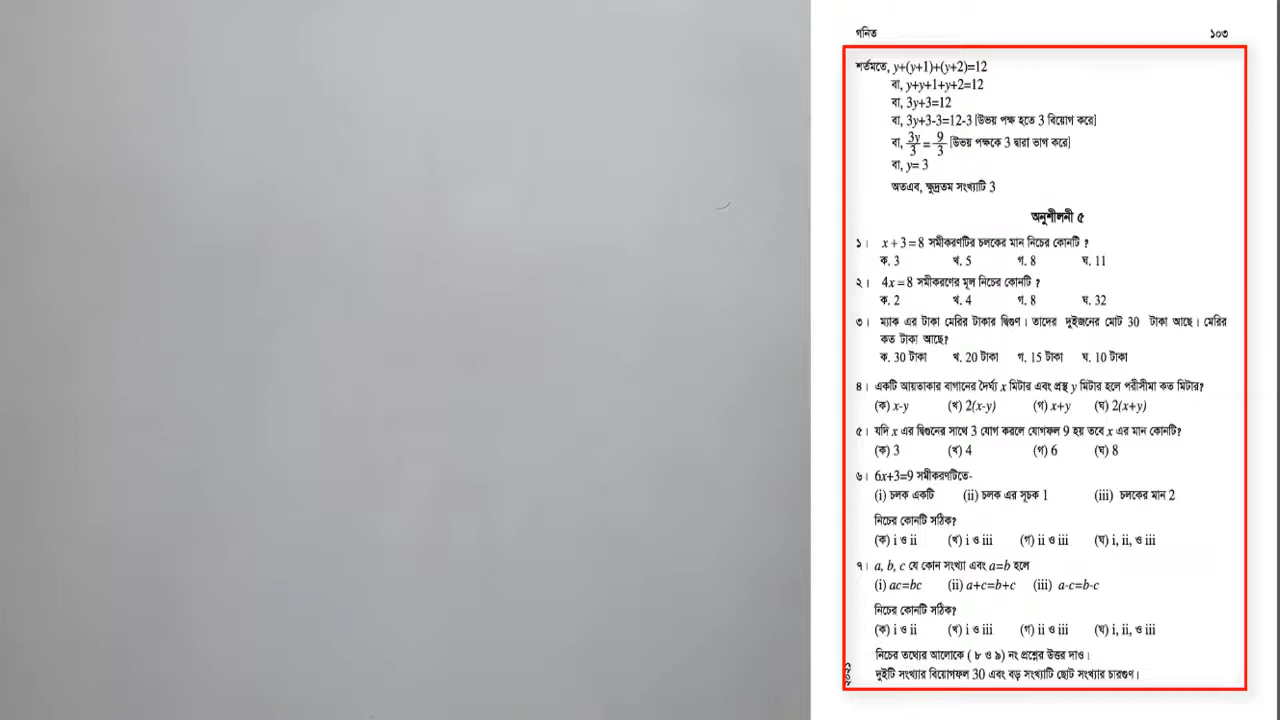 গনিত ১০৩
শর্তমতে, y+(y+1)+(y+2)=12
বা, y+y+1+y+2=12
বা, 3y+3=12
বা, 3y+3-3=12-3 [উভয় পক্ষ হতে 3 বিয়োগ করে]
বা, 3y/3 = 9/3 [উভয় পক্ষকে 3 দ্বারা ভাগ করে]
বা, y= 3
অতএব, ক্ষুদ্রতম সংখ্যাটি 3
অনুশীলনী ৫
১। x + 3 = 8 সমীকরণটির চলকের মান নিচের কোনটি ?
ক. 3 খ. 5 গ. 8 ঘ. 11
২। 4x = 8 সমীকরণের মূল নিচের কোনটি ?
ক. 2 খ. 4 গ. 8 ঘ. 32
৩। ম্যাক এর টাকা মেরির টাকার দ্বিগুণ। তাদের দুইজনের মোট 30 টাকা আছে। মেরির
কত টাকা আছে?
ক. 30 টাকা খ. 20 টাকা গ. 15 টাকা ঘ. 10 টাকা
৪। একটি আয়তাকার বাগানের দৈর্ঘ্য x মিটার এবং প্রস্থ y মিটার হলে পরীসীমা কত মিটার?
(ক) x-y (খ) 2(x-y) (গ) x+y (ঘ) 2(x+y)
৫। যদি x এর দ্বিগুনের সাথে 3 যোগ করলে যোগফল 9 হয় তবে x এর মান কোনটি?
(ক) 3 (খ) 4 (গ) 6 (ঘ) 8
৬। 6x+3=9 সমীকরণটিতে-
(i) চলক একটি (ii) চলক এর সূচক 1 (iii) চলকের মান 2
নিচের কোনটি সঠিক?
(ক) i ও ii (খ) i ও iii (গ) ii ও iii (ঘ) i, ii, ও iii
৭। a, b, c যে কোন সংখ্যা এবং a=b হলে
(i) ac=bc (ii) a+c=b+c (iii) a-c=b-c
নিচের কোনটি সঠিক?
(ক) i ও ii (খ) i ও iii (গ) ii ও iii (ঘ) i, ii, ও iii
নিচের তথ্যের আলোকে ( ৮ ও ৯) নং প্রশ্নের উত্তর দাও।
দুইটি সংখ্যার বিয়োগফল 30 এবং বড় সংখ্যাটি ছোট সংখ্যার চারগুণ।